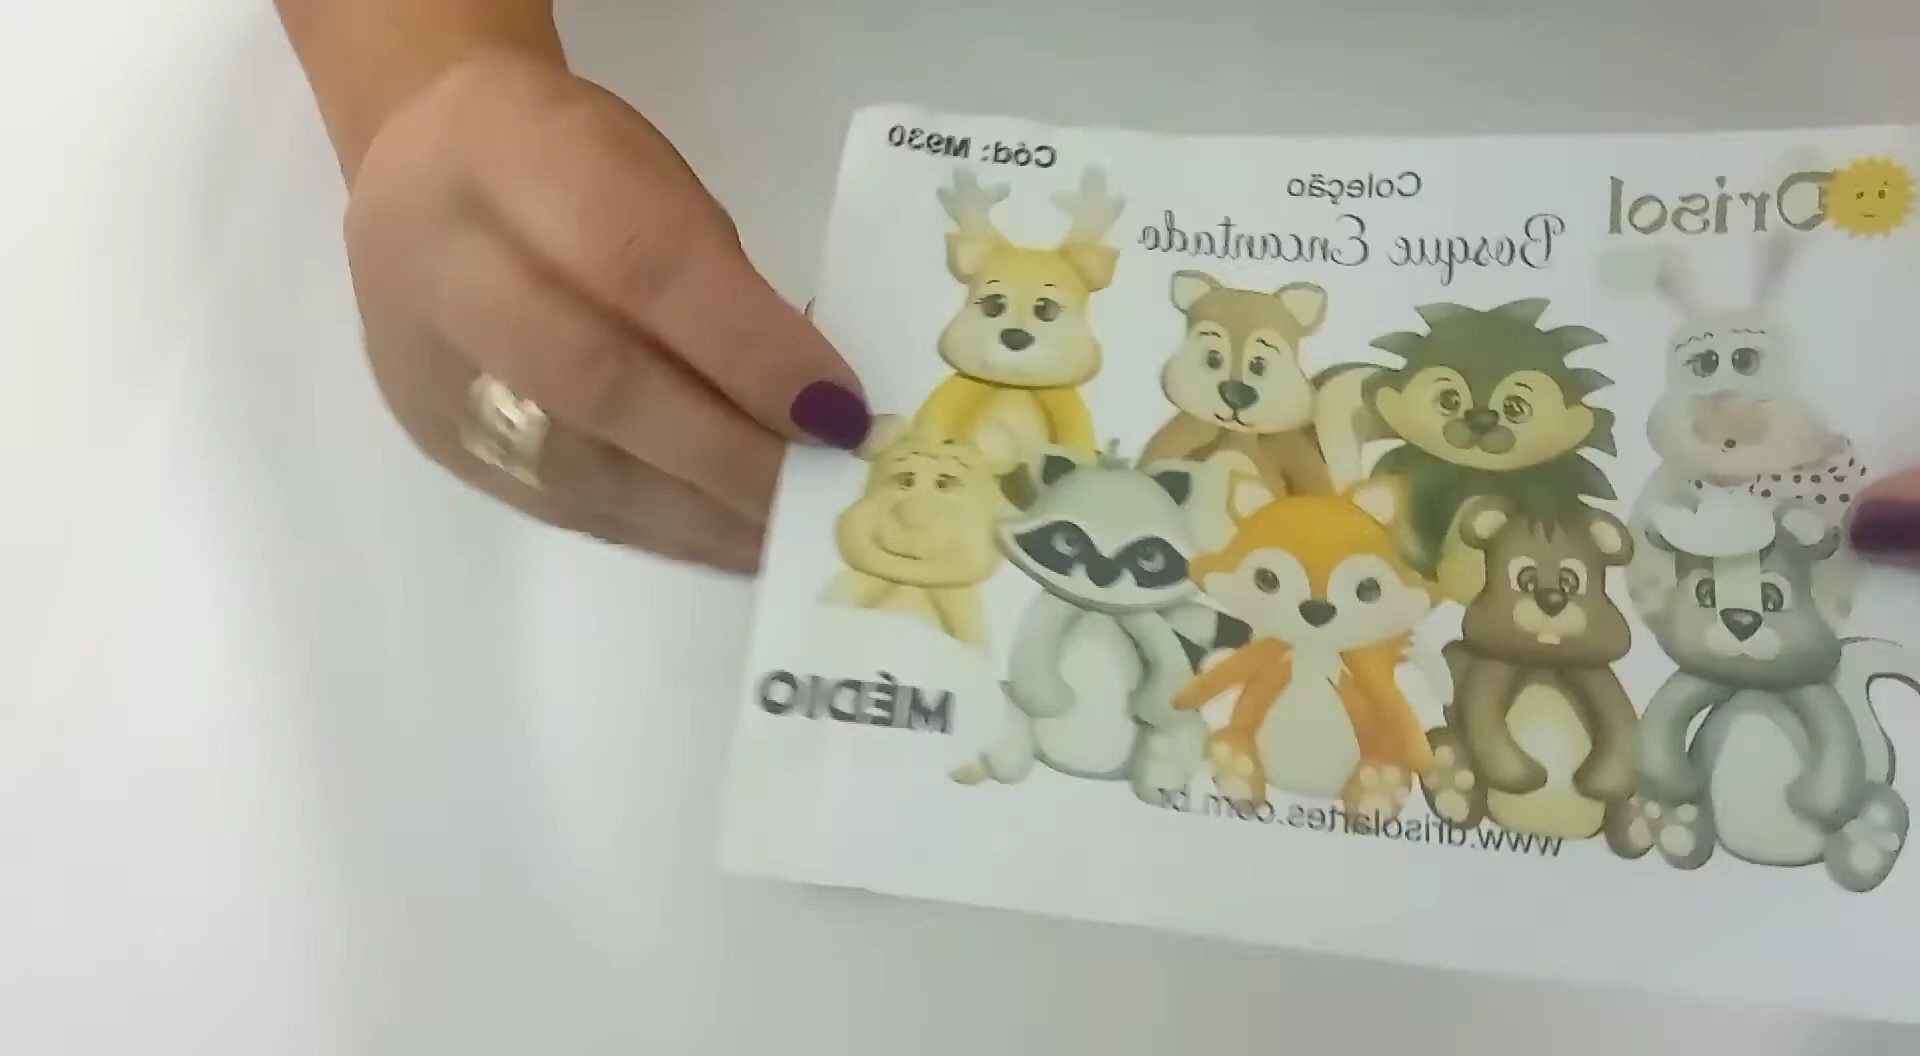 Drisol
Coleção
Bosque Encantado
Cód: M930
MÉDIO
www.drisolartes.com.br